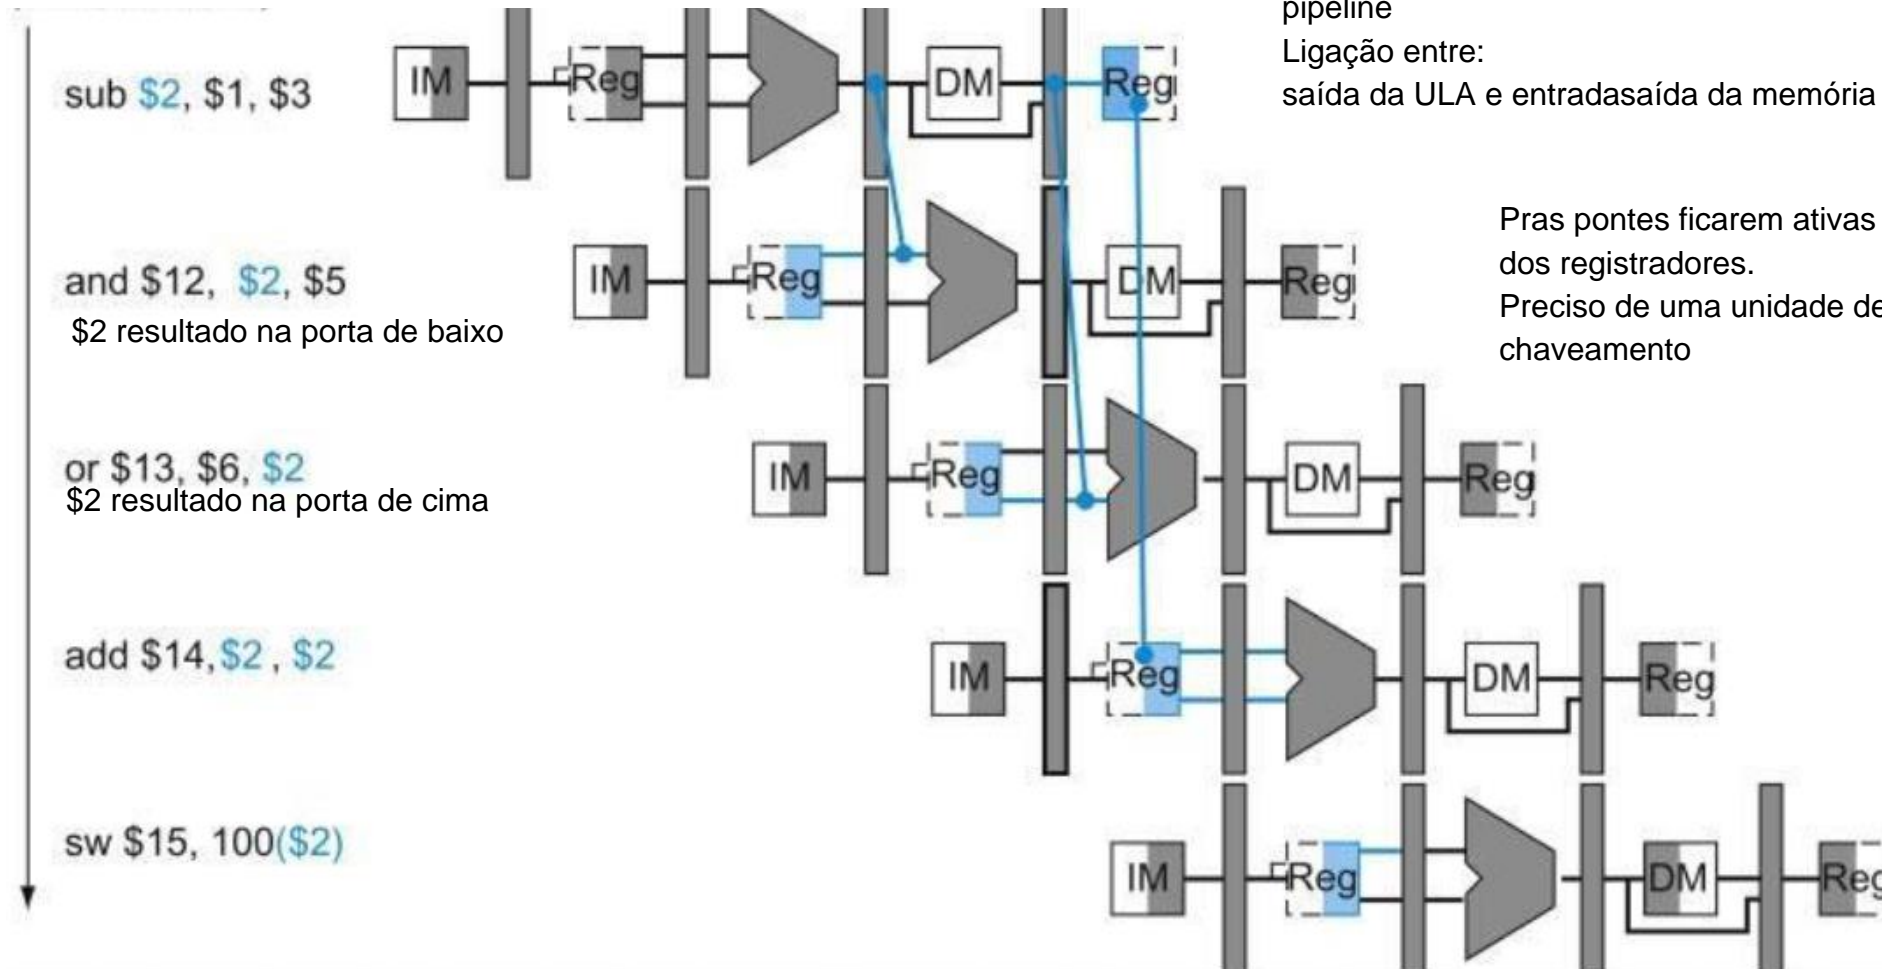 pipeline
Ligação entre:
saída da ULA e entradasaída da memória
sub $2, $1, $3
IM Reg DM Reg
Pras pontes ficarem ativas
dos registradores.
Preciso de uma unidade de
chaveamento
and $12, $2, $5
IM Reg DM Reg
$2 resultado na porta de baixo
or $13, $6, $2
IM Reg DM Reg
$2 resultado na porta de cima
add $14,$2 , $2
IM Reg DM Reg
sw $15, 100($2)
IM Reg DM Reg